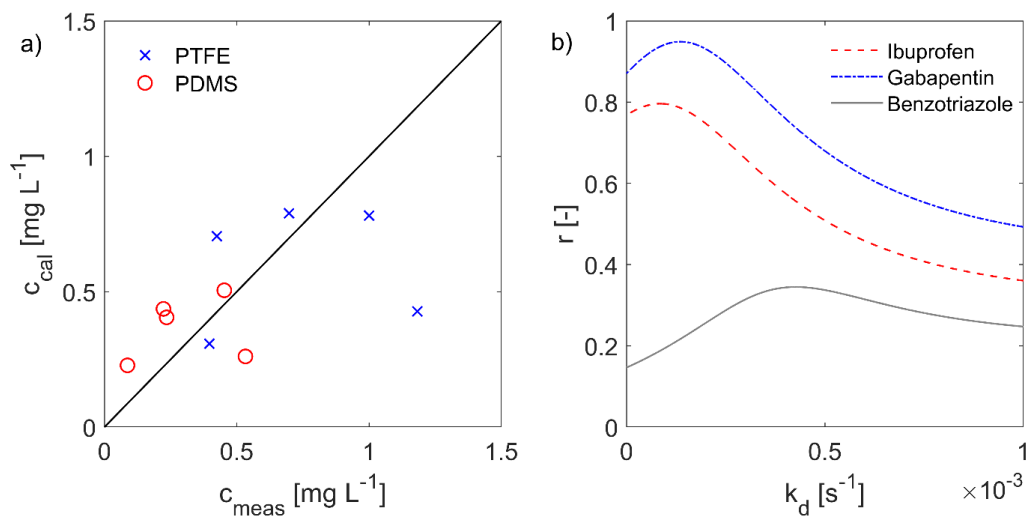 a)
PTFE
PDMS
1.5
1
0.5
0
c_cal [mg L^-1]
0
0.5
1
1.5
c_meas [mg L^-1]
b)
Ibuprofen
Gabapentin
Benzotriazole
1
0.8
0.6
0.4
0.2
0
r [-]
0
0.5
1
k_d [s^-1]
×10^-3